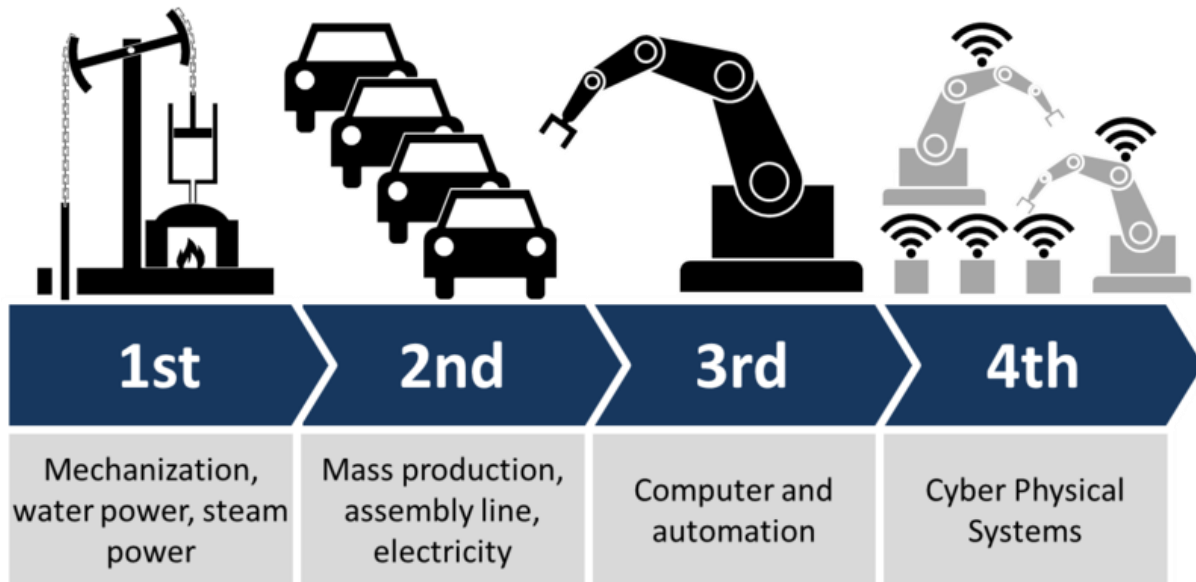 1st
2nd
3rd
4th
Mechanization,
water power, steam
power
Mass production,
assembly line,
electricity
Computer and
automation
Cyber Physical
Systems